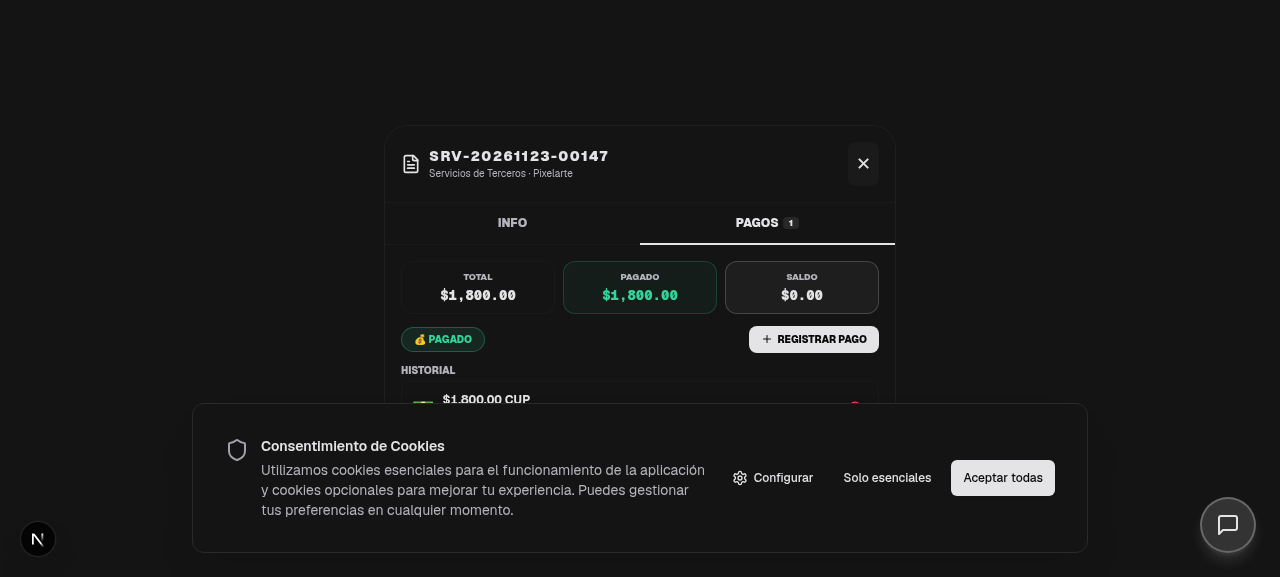 SRV-20261123-00147
Servicios de Terceros · Pixelarte
INFO
PAGOS 1
TOTAL
$1,800.00
PAGADO
$1,800.00
SALDO
$0.00
💰 PAGADO
+ REGISTRAR PAGO
HISTORIAL
$1,800.00 CUP
Consentimiento de Cookies
Utilizamos cookies esenciales para el funcionamiento de la aplicación
y cookies opcionales para mejorar tu experiencia. Puedes gestionar
tus preferencias en cualquier momento.
Configurar
Solo esenciales
Aceptar todas
N